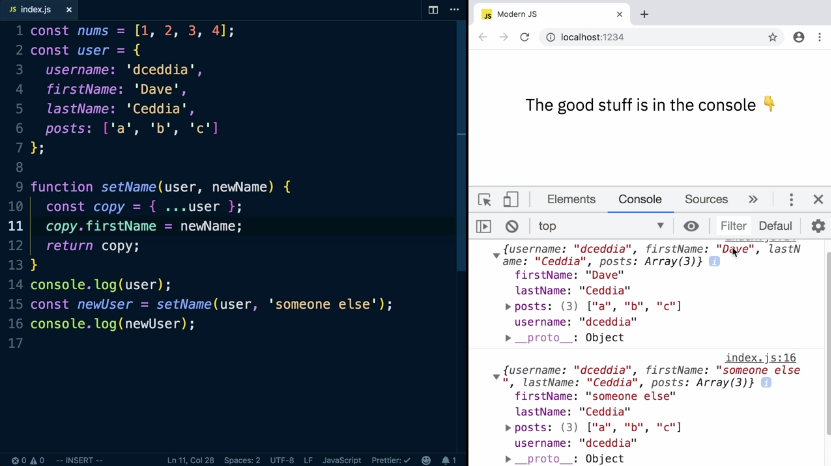 JS index.js ×
1 const nums = [1, 2, 3, 4];
2 const user = {
3 username: 'dceddia',
4 firstName: 'Dave',
5 lastName: 'Ceddia',
6 posts: ['a', 'b', 'c']
7 };
8
9 function setName(user, newName) {
10 const copy = { ...user };
11 copy.firstName = newName;
12 return copy;
13 }
14 console.log(user);
15 const newUser = setName(user, 'someone else');
16 console.log(newUser);
17
0 0 -- INSERT -- Ln 11, Col 28 Spaces: 2 UTF-8 LF JavaScript Prettier: ✓ 1
JS Modern JS × +
localhost:1234
The good stuff is in the console 👇
Elements Console Sources » ×
top ▼ Filter Defaul
{username: "dceddia", firstName: "Dave", lastN
ame: "Ceddia", posts: Array(3)} i
firstName: "Dave"
lastName: "Ceddia"
posts: (3) ["a", "b", "c"]
username: "dceddia"
__proto__: Object
index.js:16
{username: "dceddia", firstName: "someone else
", lastName: "Ceddia", posts: Array(3)} i
firstName: "someone else"
lastName: "Ceddia"
posts: (3) ["a", "b", "c"]
username: "dceddia"
__proto__: Object